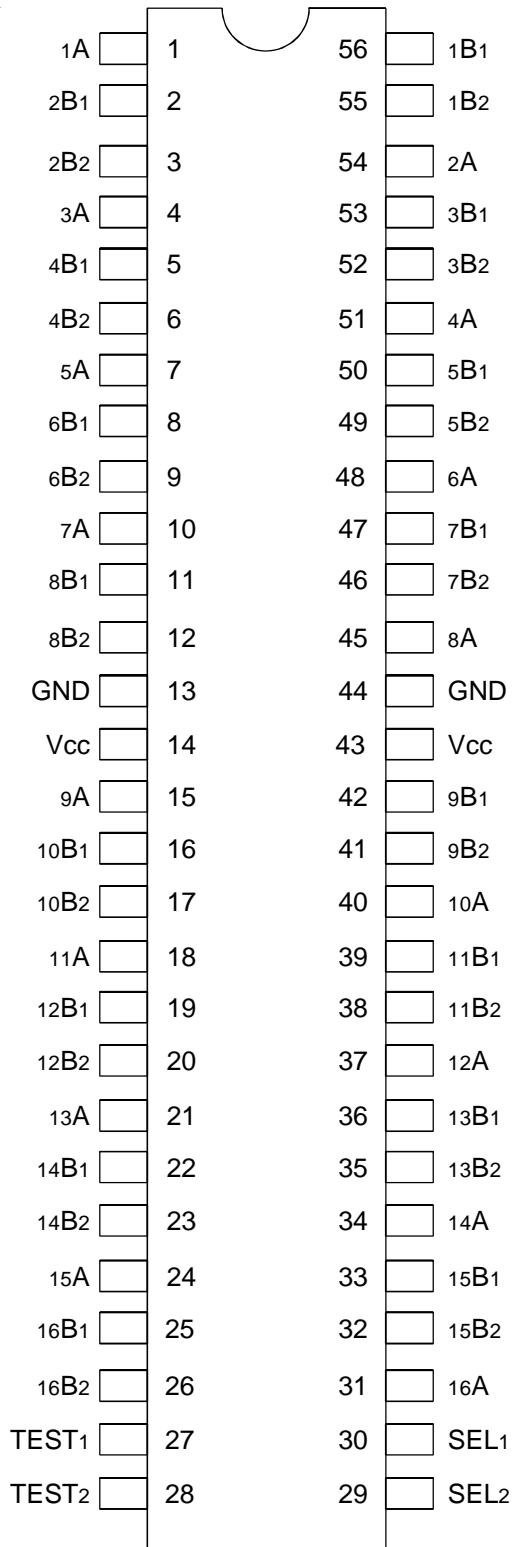 1A 1 56 1B1
2B1 2 55 1B2
2B2 3 54 2A
3A 4 53 3B1
4B1 5 52 3B2
4B2 6 51 4A
5A 7 50 5B1
6B1 8 49 5B2
6B2 9 48 6A
7A 10 47 7B1
8B1 11 46 7B2
8B2 12 45 8A
GND 13 44 GND
Vcc 14 43 Vcc
9A 15 42 9B1
10B1 16 41 9B2
10B2 17 40 10A
11A 18 39 11B1
12B1 19 38 11B2
12B2 20 37 12A
13A 21 36 13B1
14B1 22 35 13B2
14B2 23 34 14A
15A 24 33 15B1
16B1 25 32 15B2
16B2 26 31 16A
TEST1 27 30 SEL1
TEST2 28 29 SEL2